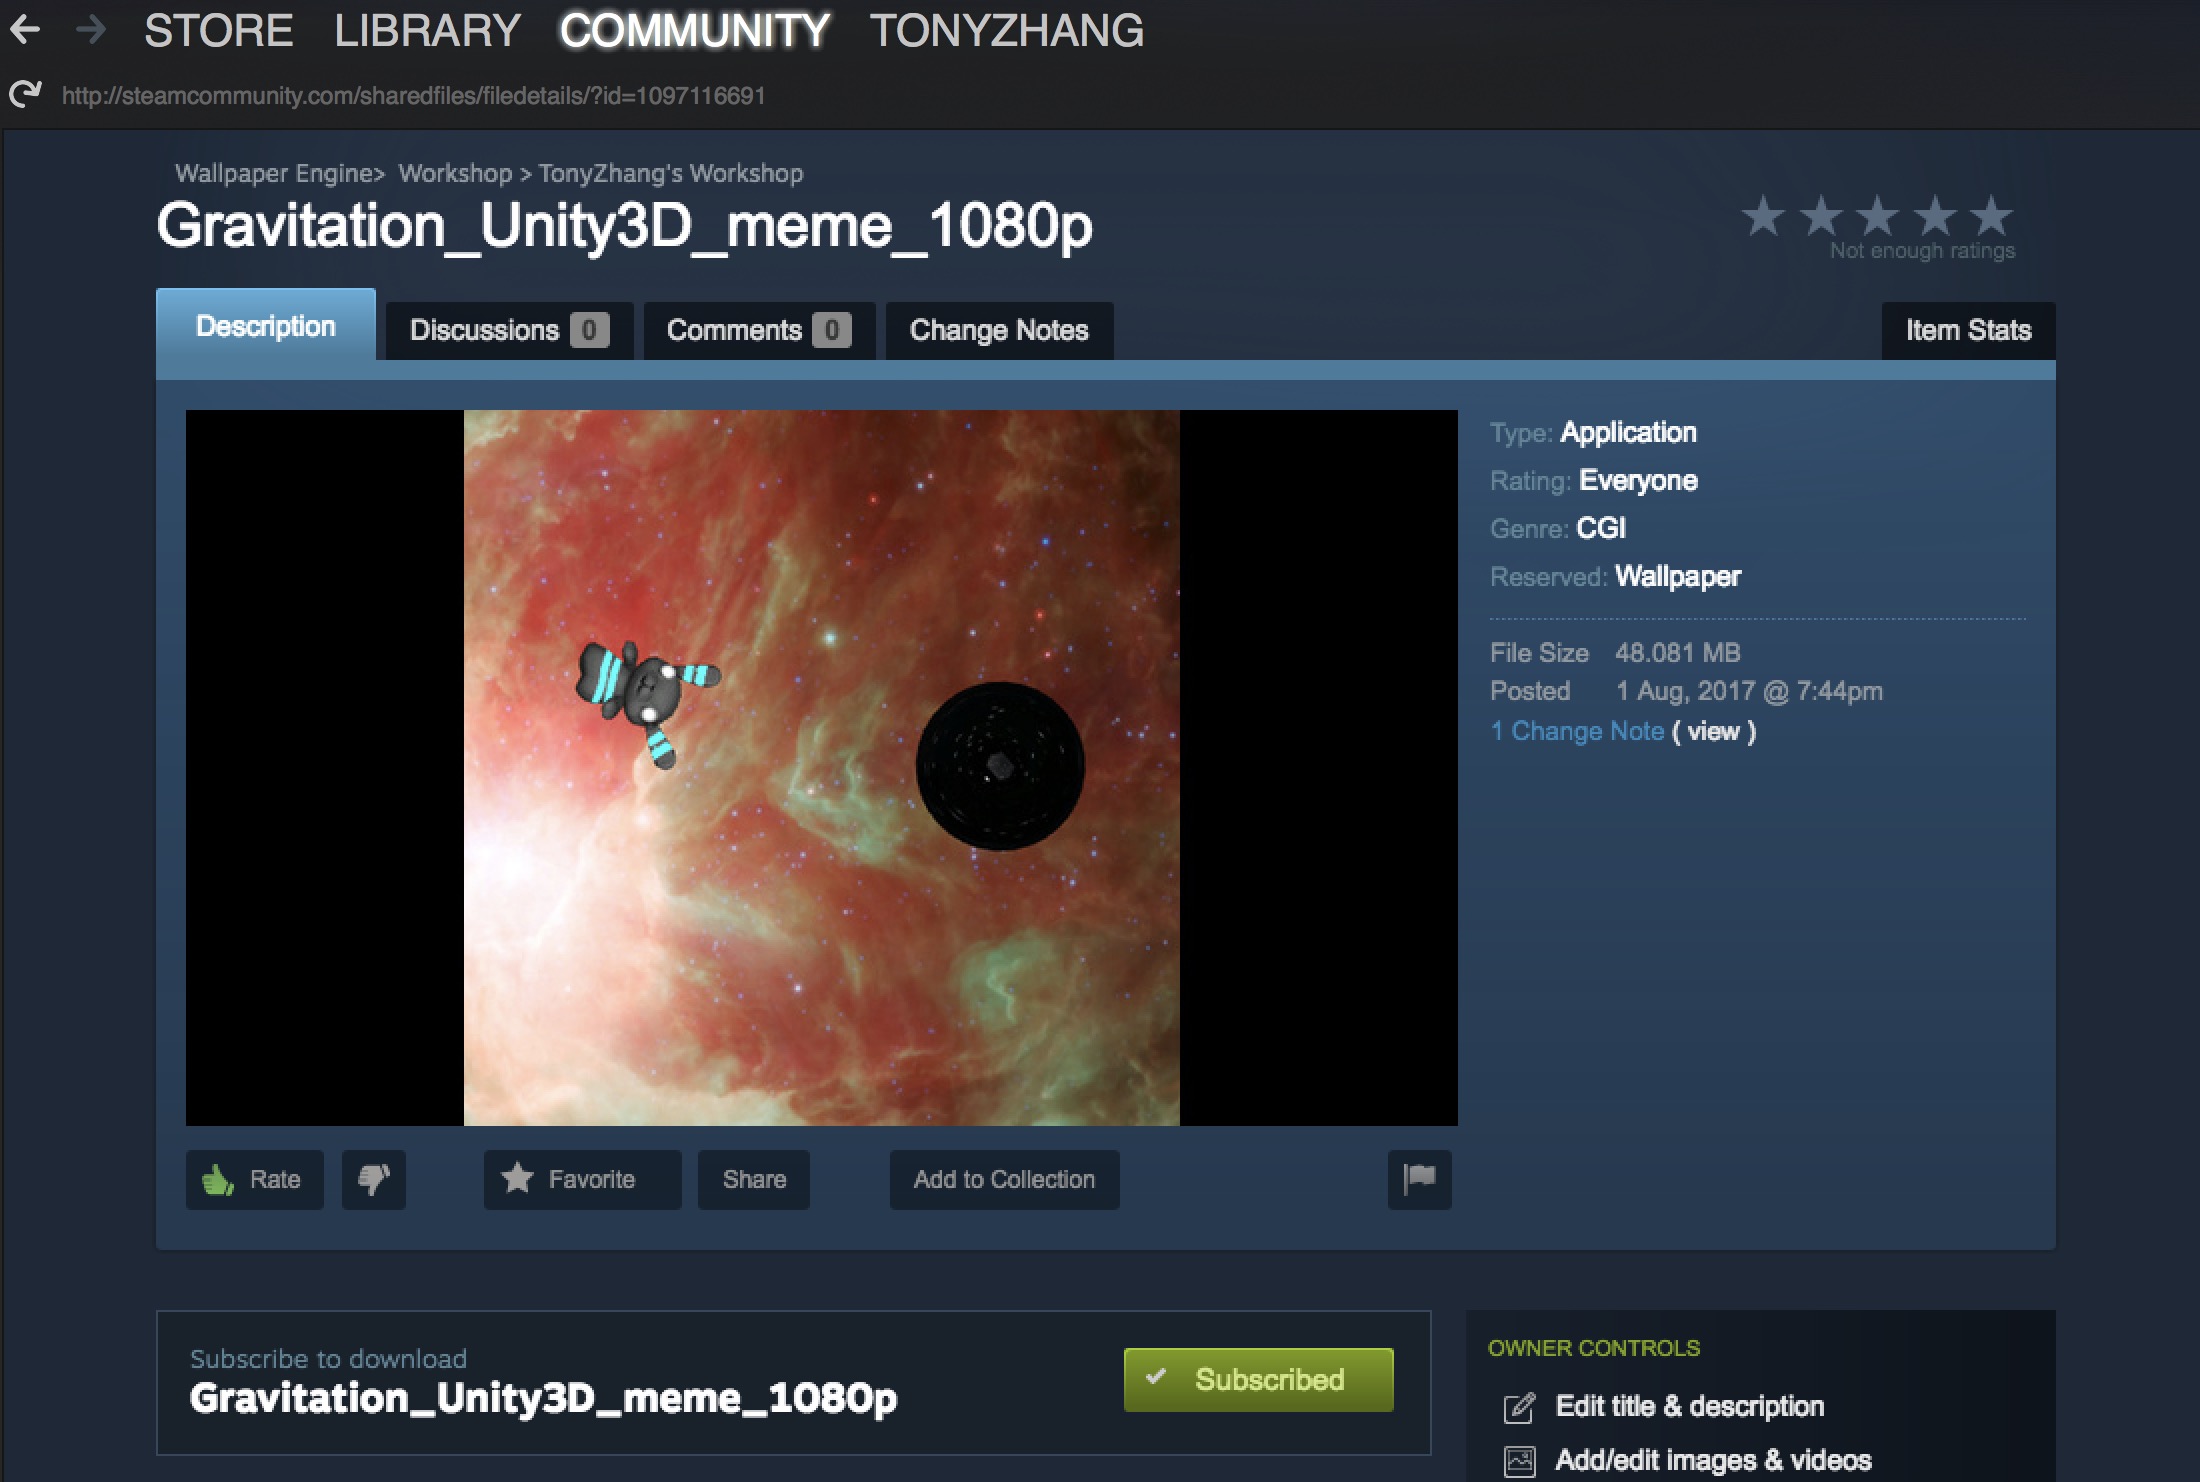 STORE LIBRARY COMMUNITY TONYZHANG
http://steamcommunity.com/sharedfiles/filedetails/?id=1097116691
Wallpaper Engine> Workshop > TonyZhang's Workshop
Gravitation_Unity3D_meme_1080p
Not enough ratings
Description Discussions 0 Comments 0 Change Notes Item Stats
Type: Application
Rating: Everyone
Genre: CGI
Reserved: Wallpaper
File Size 48.081 MB
Posted 1 Aug, 2017 @ 7:44pm
1 Change Note ( view )
Rate Favorite Share Add to Collection
Subscribe to download
Gravitation_Unity3D_meme_1080p
Subscribed
OWNER CONTROLS
Edit title & description
Add/edit images & videos